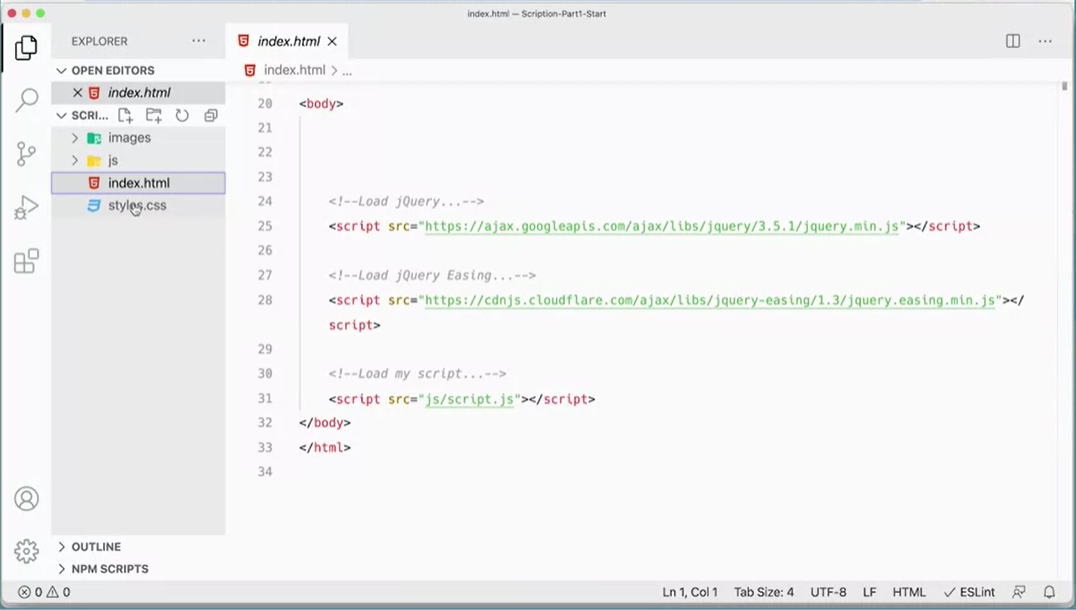 index.html — Scription-Part1-Start
EXPLORER
index.html
index.html > ...
OPEN EDITORS
index.html
SCRI...
images
js
index.html
styles.css
OUTLINE
NPM SCRIPTS
20 <body>
21
22
23
24 <!--Load jQuery...-->
25 <script src="https://ajax.googleapis.com/ajax/libs/jquery/3.5.1/jquery.min.js"></script>
26
27 <!--Load jQuery Easing...-->
28 <script src="https://cdnjs.cloudflare.com/ajax/libs/jquery-easing/1.3/jquery.easing.min.js"></
script>
29
30 <!--Load my script...-->
31 <script src="js/script.js"></script>
32 </body>
33 </html>
34
0 0 Ln 1, Col 1 Tab Size: 4 UTF-8 LF HTML ESLint